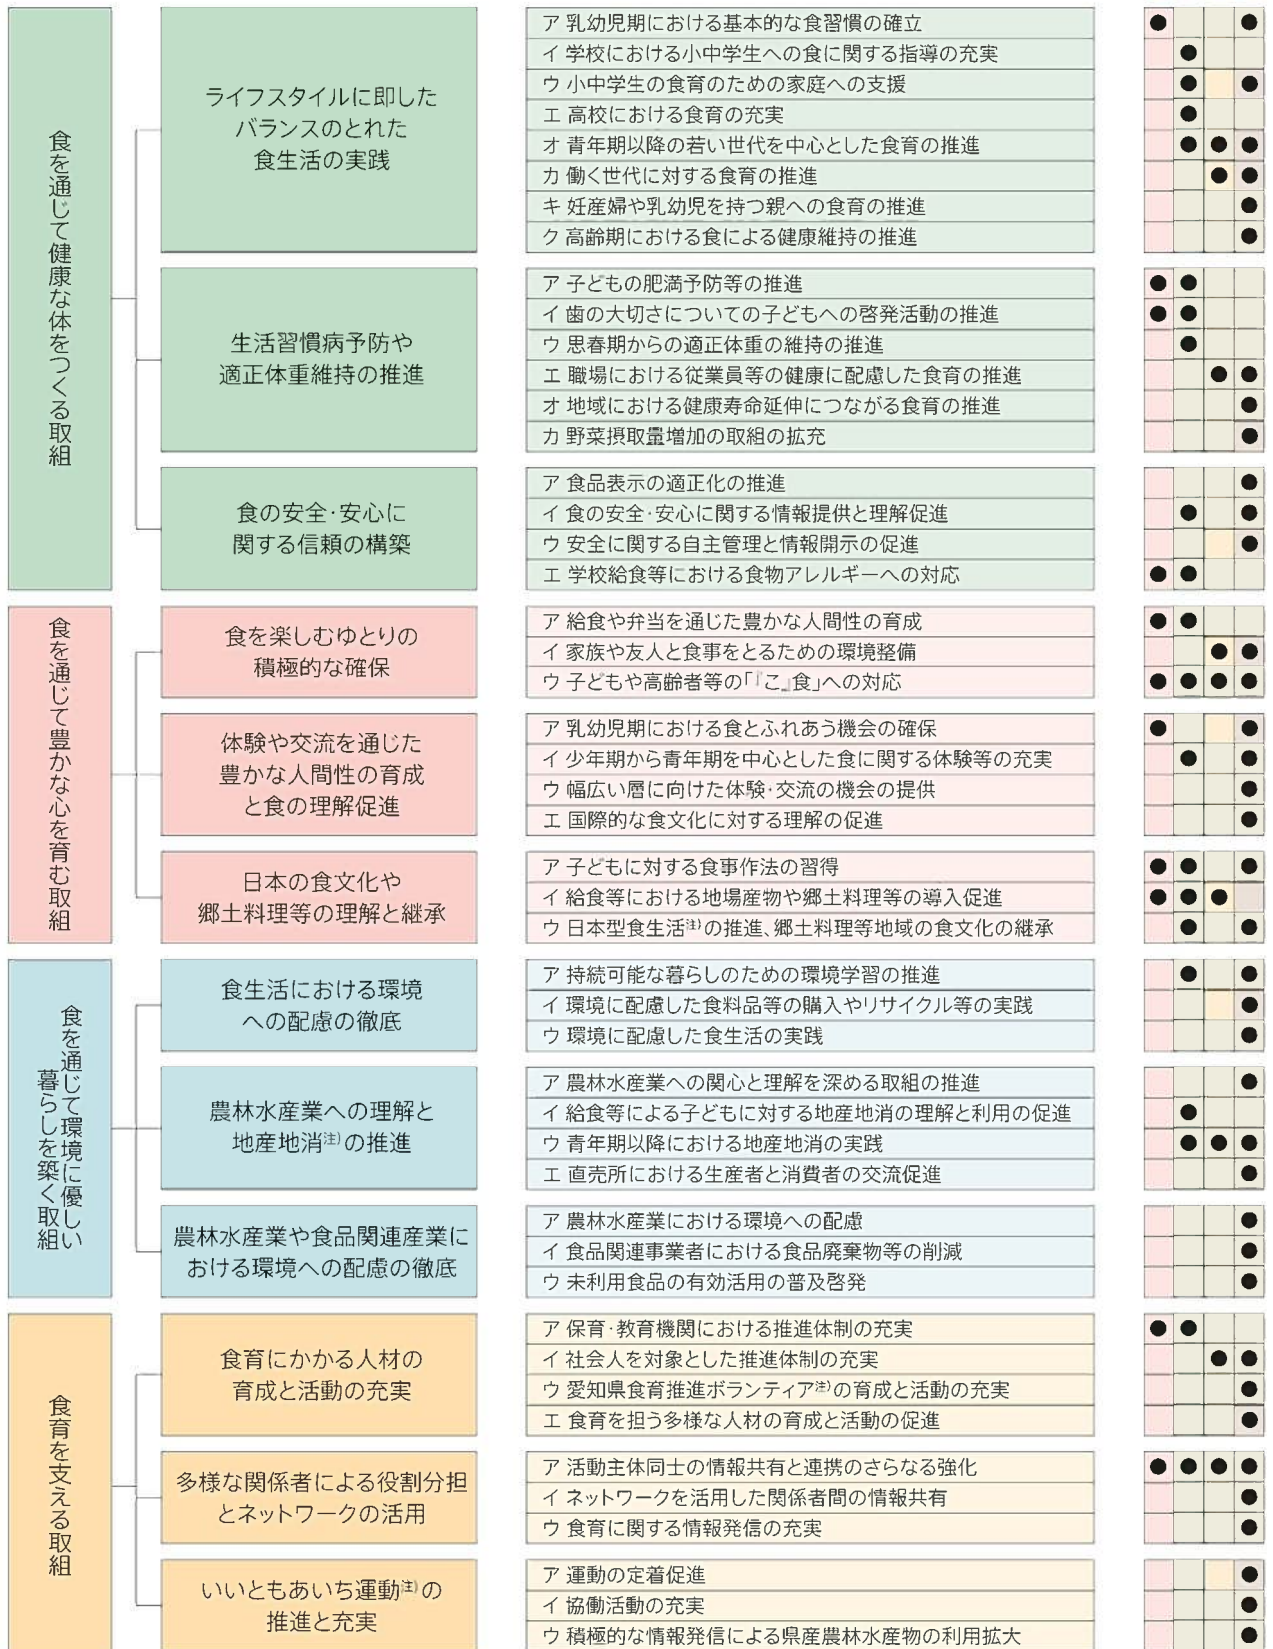 食を通じて健康な体をつくる取組
ライフスタイルに即した
バランスのとれた
食生活の実践
ア 乳幼児期における基本的な食習慣の確立
イ 学校における小中学生への食に関する指導の充実
ウ 小中学生の食育のための家庭への支援
エ 高校における食育の充実
オ 青年期以降の若い世代を中心とした食育の推進
カ 働く世代に対する食育の推進
キ 妊産婦や乳幼児を持つ親への食育の推進
ク 高齢期における食による健康維持の推進
生活習慣病予防や
適正体重維持の推進
ア 子どもの肥満予防等の推進
イ 歯の大切さについての子どもへの啓発活動の推進
ウ 思春期からの適正体重の維持の推進
エ 職場における従業員等の健康に配慮した食育の推進
オ 地域における健康寿命延伸につながる食育の推進
カ 野菜摂取量増加の取組の拡充
食の安全・安心に
関する信頼の構築
ア 食品表示の適正化の推進
イ 食の安全・安心に関する情報提供と理解促進
ウ 安全に関する自主管理と情報開示の促進
エ 学校給食等における食物アレルギーへの対応
食を通じて豊かな心を育む取組
食を楽しむゆとりの
積極的な確保
ア 給食や弁当を通じた豊かな人間性の育成
イ 家族や友人と食事をとるための環境整備
ウ 子どもや高齢者等の「『こ』食」への対応
体験や交流を通じた
豊かな人間性の育成
と食の理解促進
ア 乳幼児期における食とふれあう機会の確保
イ 少年期から青年期を中心とした食に関する体験等の充実
ウ 幅広い層に向けた体験・交流の機会の提供
エ 国際的な食文化に対する理解の促進
日本の食文化や
郷土料理等の理解と継承
ア 子どもに対する食事作法の習得
イ 給食等における地場産物や郷土料理等の導入促進
ウ 日本型食生活注)の推進、郷土料理等地域の食文化の継承
食を通じて環境に優しい
暮らしを築く取組
食生活における環境
への配慮の徹底
ア 持続可能な暮らしのための環境学習の推進
イ 環境に配慮した食料品等の購入やリサイクル等の実践
ウ 環境に配慮した食生活の実践
農林水産業への理解と
地産地消注)の推進
ア 農林水産業への関心と理解を深める取組の推進
イ 給食等による子どもに対する地産地消の理解と利用の促進
ウ 青年期以降における地産地消の実践
エ 直売所における生産者と消費者の交流促進
農林水産業や食品関連産業に
おける環境への配慮の徹底
ア 農林水産業における環境への配慮
イ 食品関連事業者における食品廃棄物等の削減
ウ 未利用食品の有効活用の普及啓発
食育を支える取組
食育にかかる人材の
育成と活動の充実
ア 保育・教育機関における推進体制の充実
イ 社会人を対象とした推進体制の充実
ウ 愛知県食育推進ボランティア注)の育成と活動の充実
エ 食育を担う多様な人材の育成と活動の促進
多様な関係者による役割分担
とネットワークの活用
ア 活動主体同士の情報共有と連携のさらなる強化
イ ネットワークを活用した関係者間の情報共有
ウ 食育に関する情報発信の充実
いいともあいち運動注)の
推進と充実
ア 運動の定着促進
イ 協働活動の充実
ウ 積極的な情報発信による県産農林水産物の利用拡大